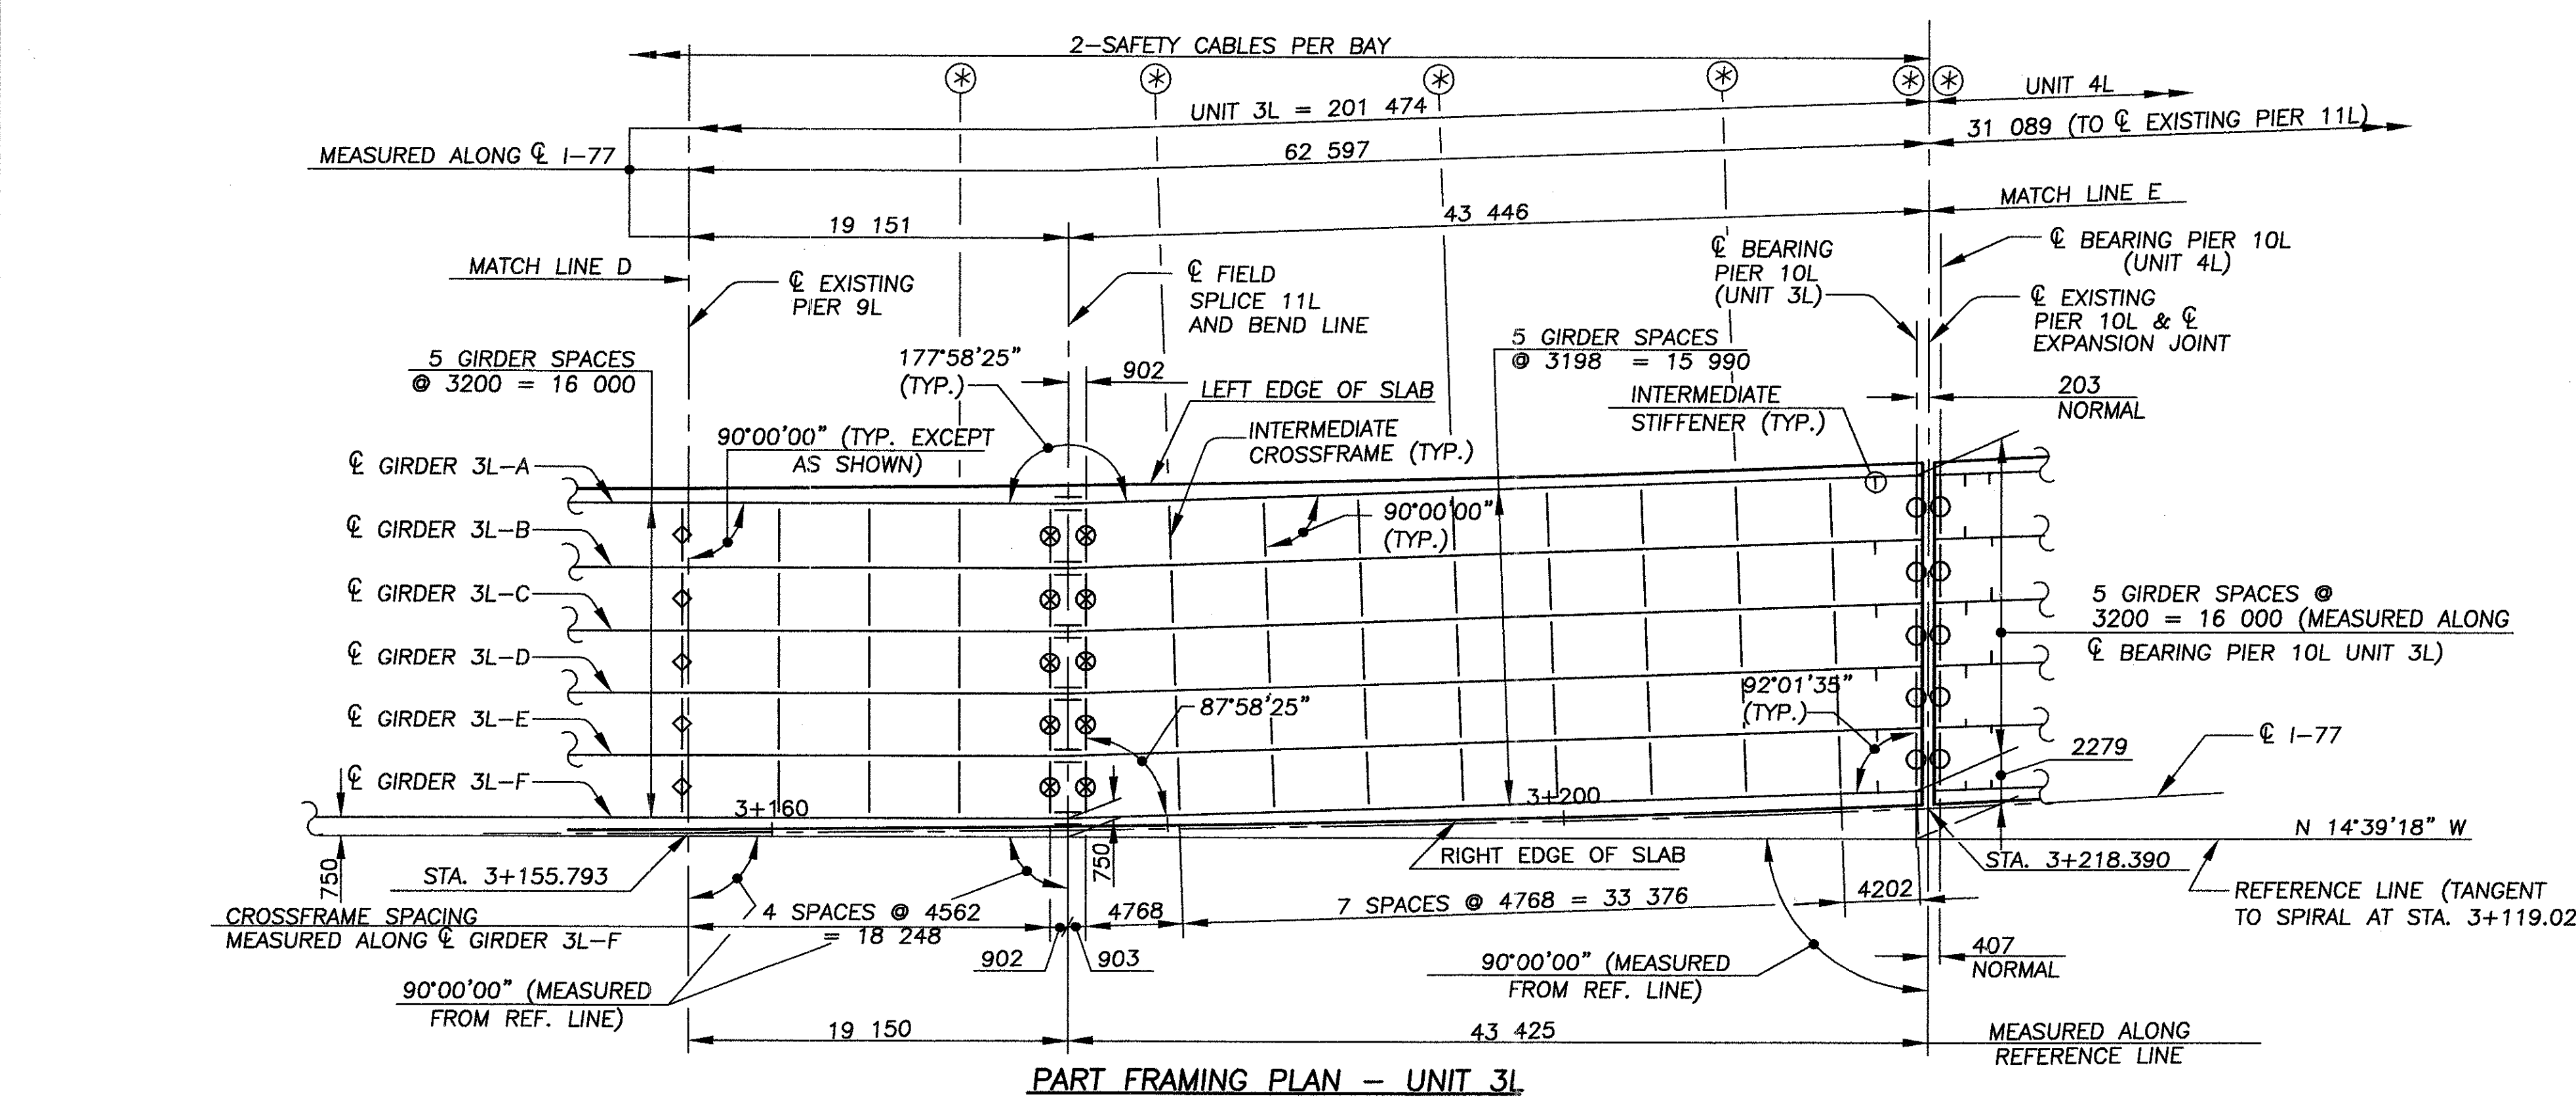 2-SAFETY CABLES PER BAY
UNIT 3L = 201 474
UNIT 4L
31 089 (TO ℄ EXISTING PIER 11L)
MEASURED ALONG ℄ I-77
62 597
MATCH LINE E
19 151
43 446
MATCH LINE D
℄ EXISTING
PIER 9L
℄ FIELD
SPLICE 11L
AND BEND LINE
℄ BEARING
PIER 10L
(UNIT 3L)
℄ BEARING PIER 10L
(UNIT 4L)
℄ EXISTING
PIER 10L & ℄
EXPANSION JOINT
5 GIRDER SPACES
@ 3200 = 16 000
177°58'25"
(TYP.)
902
5 GIRDER SPACES
@ 3198 = 15 990
LEFT EDGE OF SLAB
INTERMEDIATE
STIFFENER (TYP.)
203
NORMAL
90°00'00" (TYP. EXCEPT
AS SHOWN)
INTERMEDIATE
CROSSFRAME (TYP.)
℄ GIRDER 3L-A
℄ GIRDER 3L-B
℄ GIRDER 3L-C
℄ GIRDER 3L-D
℄ GIRDER 3L-E
℄ GIRDER 3L-F
90°00'00"
(TYP.)
5 GIRDER SPACES @
3200 = 16 000 (MEASURED ALONG
℄ BEARING PIER 10L UNIT 3L)
87°58'25"
92°01'35"
(TYP.)
℄ I-77
2279
3+160
3+200
N 14°39'18" W
750
750
STA. 3+155.793
RIGHT EDGE OF SLAB
STA. 3+218.390
REFERENCE LINE (TANGENT
TO SPIRAL AT STA. 3+119.02
CROSSFRAME SPACING
MEASURED ALONG ℄ GIRDER 3L-F
4 SPACES @ 4562
= 18 248
4768
7 SPACES @ 4768 = 33 376
4202
902
903
407
NORMAL
90°00'00" (MEASURED
FROM REF. LINE)
90°00'00" (MEASURED
FROM REF. LINE)
19 150
43 425
MEASURED ALONG
REFERENCE LINE
PART FRAMING PLAN - UNIT 3L